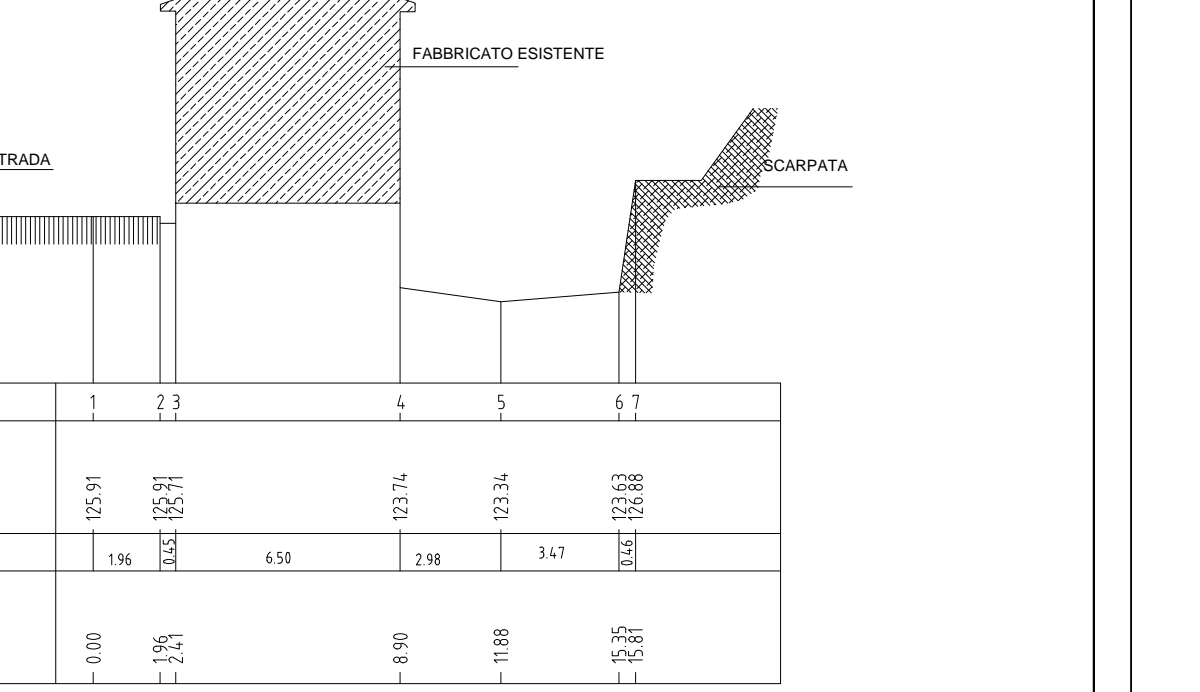 FABBRICATO ESISTENTE
TRADA
SCARPATA
1 2 3 4 5 6 7
125.91 125.91 125.71 123.74 123.34 123.63 126.88
1.96 0.45 6.50 2.98 3.47 0.46
0.00 1.96 2.41 8.90 11.88 15.35 15.81